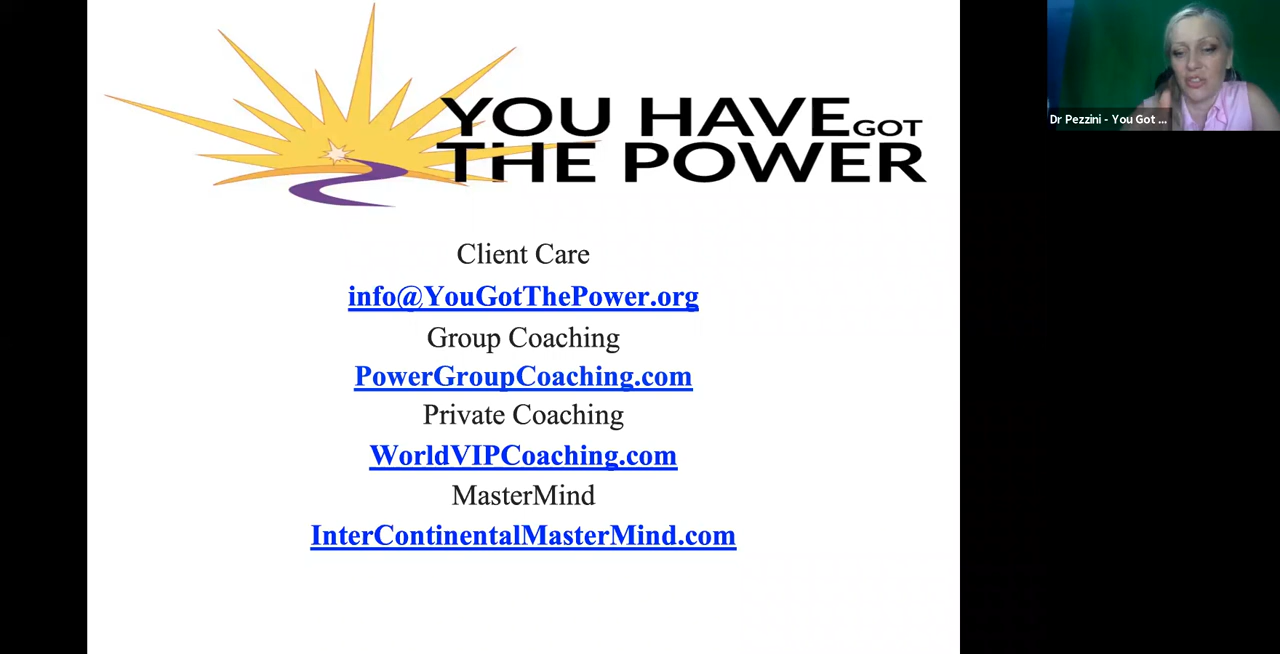 YOU HAVE GOT
THE POWER
Client Care
info@YouGotThePower.org
Group Coaching
PowerGroupCoaching.com
Private Coaching
WorldVIPCoaching.com
MasterMind
InterContinentalMasterMind.com
Dr Pezzini - You Got ...